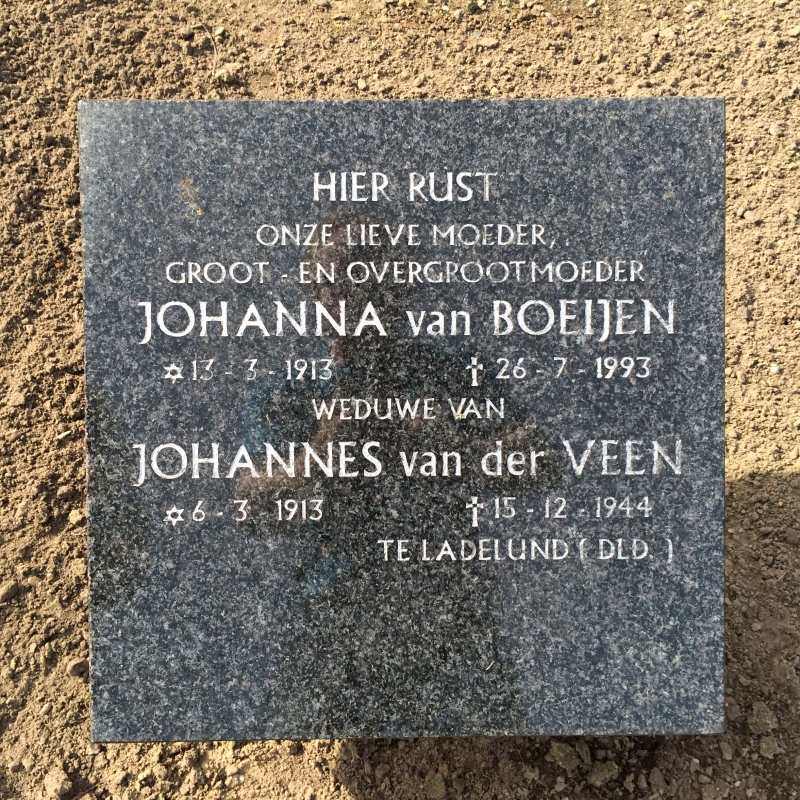 HIER RUST
ONZE LIEVE MOEDER,
GROOT - EN OVERGROOTMOEDER
JOHANNA van BOEIJEN
✡ 13 - 3 - 1913 † 26 - 7 - 1993
WEDUWE VAN
JOHANNES van der VEEN
✡ 6 - 3 1913 † 15 - 12 - 1944
TE LADELUND ( DLD )